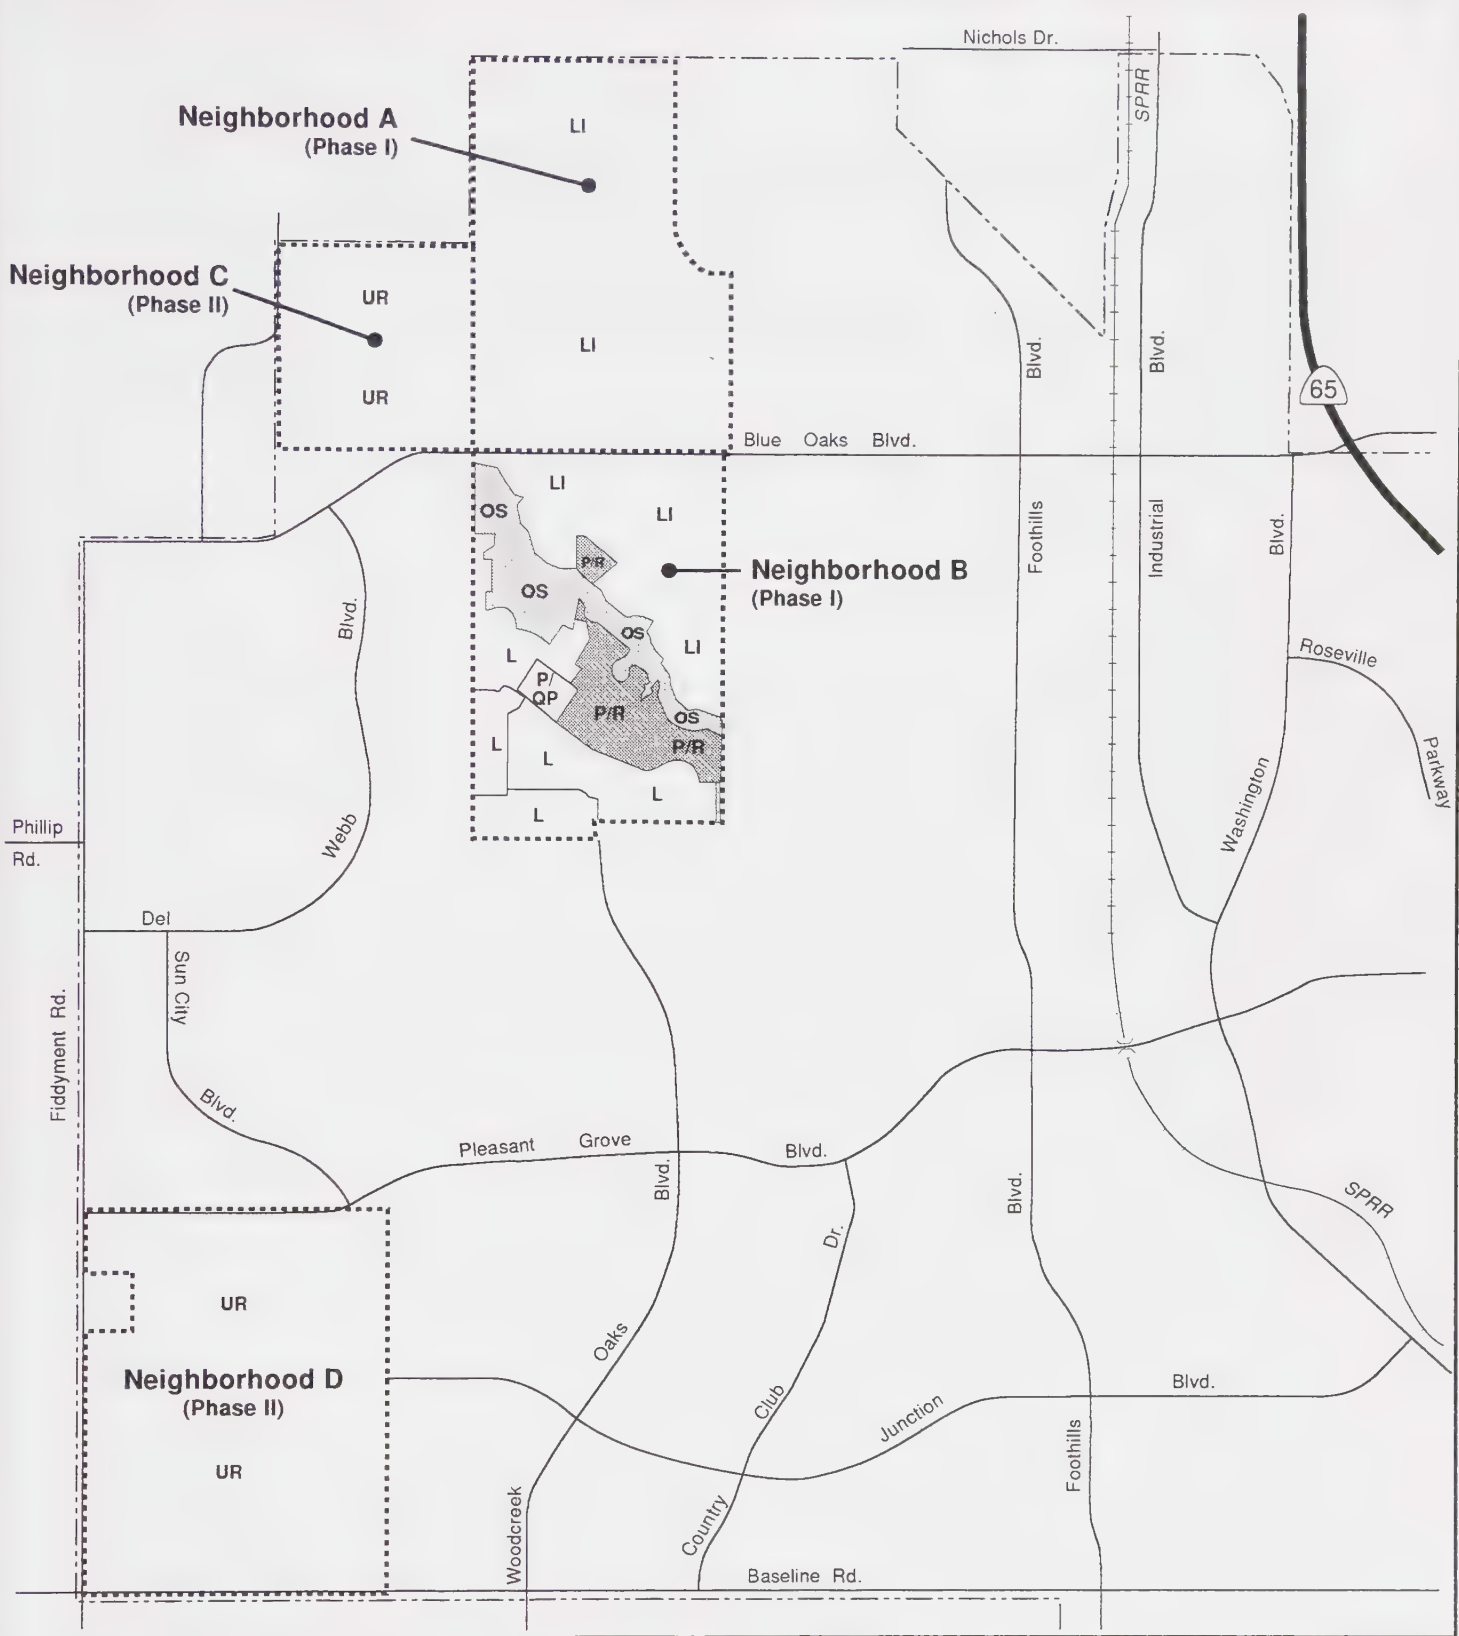 Nichols Dr.
SPRR
Neighborhood A
(Phase I)
LI
Neighborhood C
(Phase II)
UR
LI
UR
Blvd.
Blvd.
65
Blue Oaks Blvd.
LI
OS
LI
Foothills
Industrial
Blvd.
P/R
Neighborhood B
(Phase I)
OS
Blvd.
OS
LI
L
Roseville
P/
QP
P/R
OS
L
L
P/R
Parkway
L
L
Washington
Webb
Phillip
Rd.
Del
Sun City
Fiddyment Rd.
Blvd.
Pleasant Grove Blvd.
Blvd.
Blvd.
SPRR
Dr.
UR
Oaks
Neighborhood D
(Phase II)
Blvd.
Club
Junction
Foothills
UR
Woodcreek
Country
Baseline Rd.